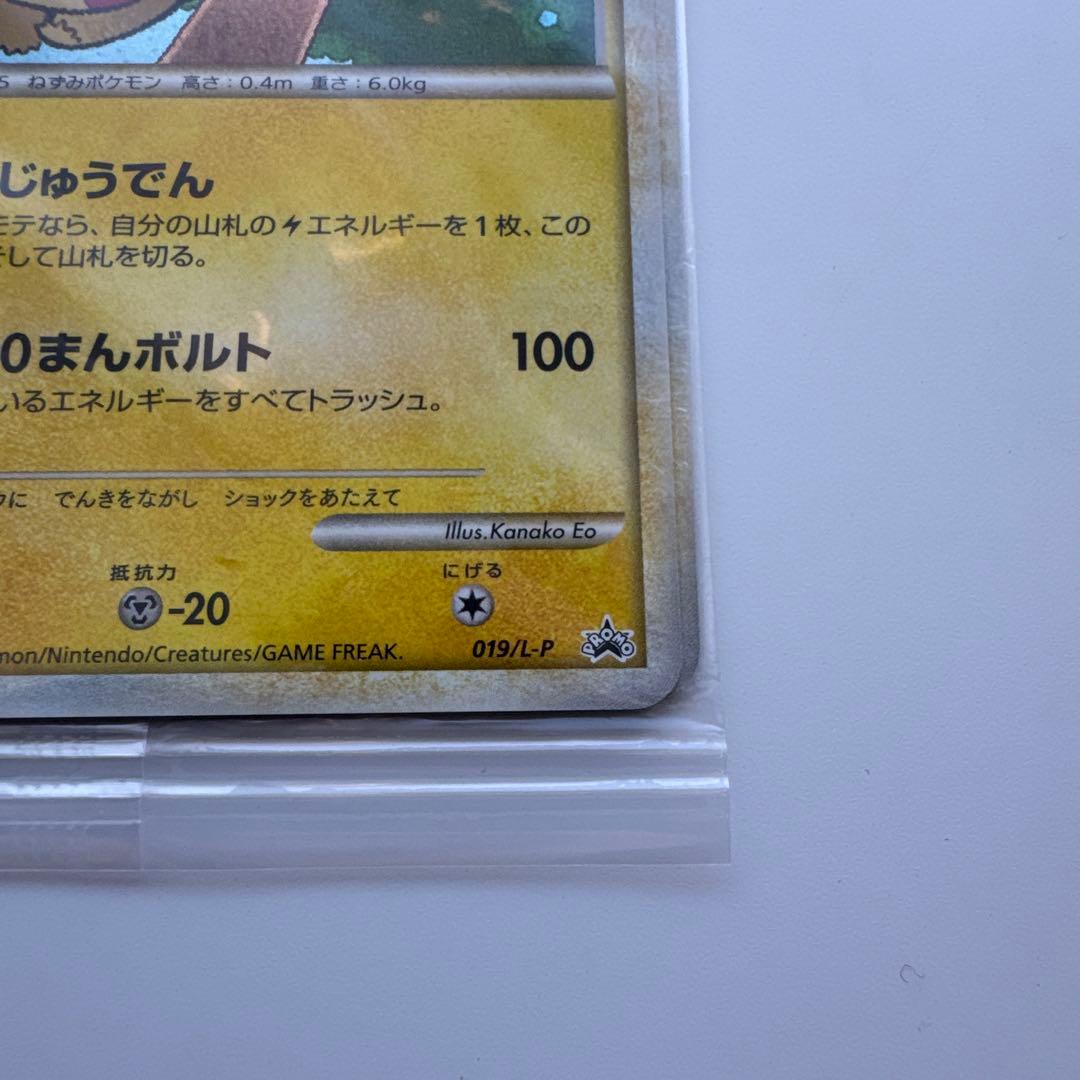 5 ねずみポケモン 高さ:0.4m 重さ:6.0kg
じゅうでん
モテなら、自分の山札のエネルギーを1枚、この
そして山札を切る。
0まんボルト 100
いるエネルギーをすべてトラッシュ。
クに でんきをながし ショックをあたえて
Illus.Kanako Eo
抵抗力 にげる
-20
mon/Nintendo/Creatures/GAME FREAK. 019/L-P PROMO